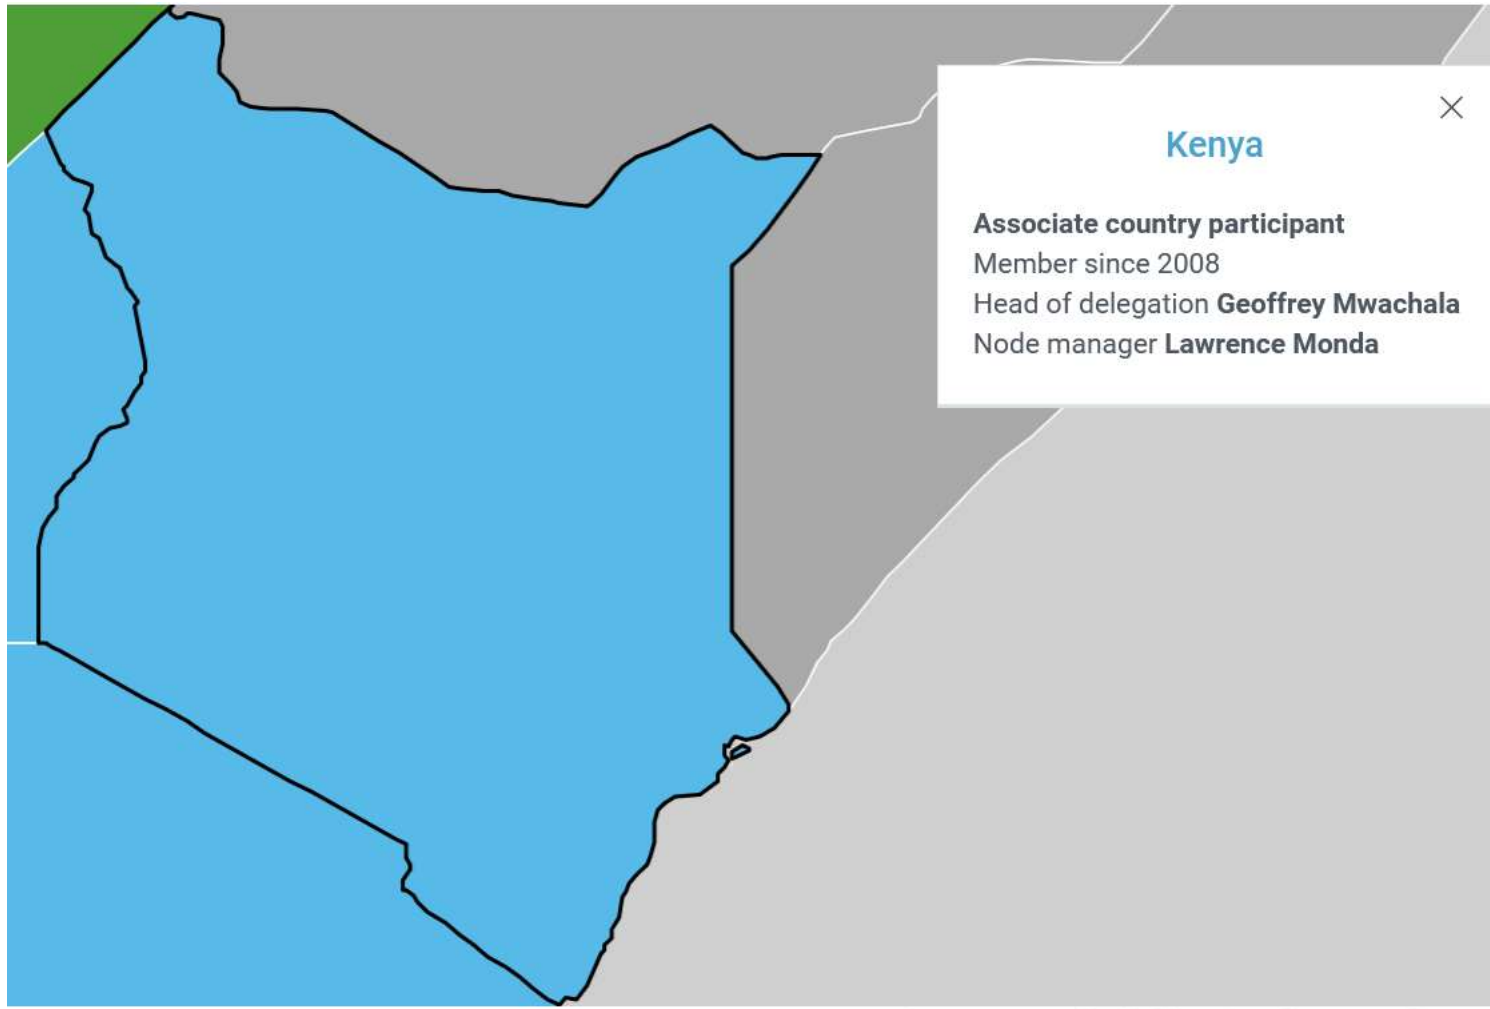 Kenya
Associate country participant
Member since 2008
Head of delegation Geoffrey Mwachala
Node manager Lawrence Monda